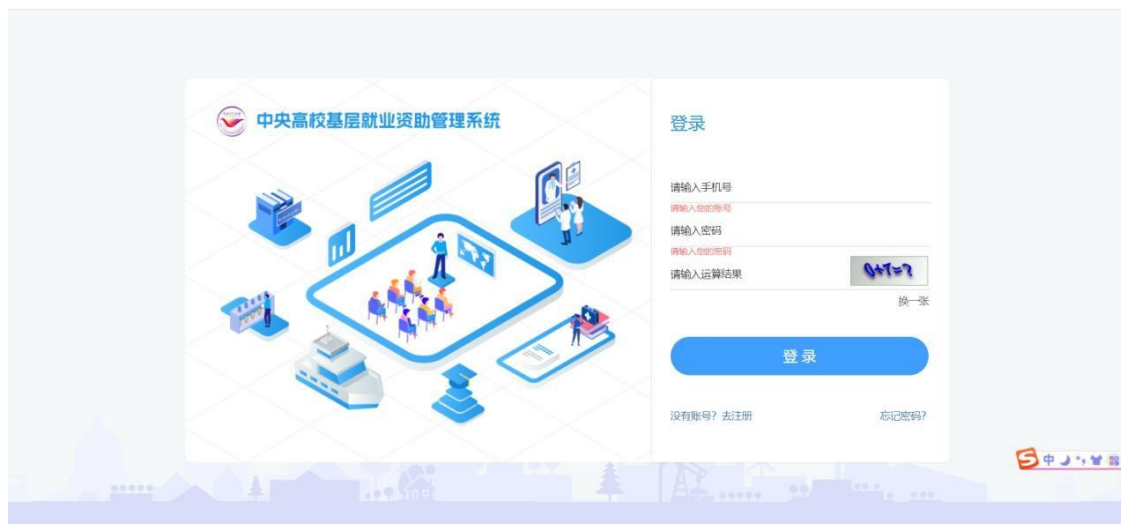 中央高校基层就业资助管理系统
登录
请输入手机号
请输入您的账号
请输入密码
请输入您的密码
请输入运算结果
换一张
登 录
没有账号？去注册
忘记密码?
中